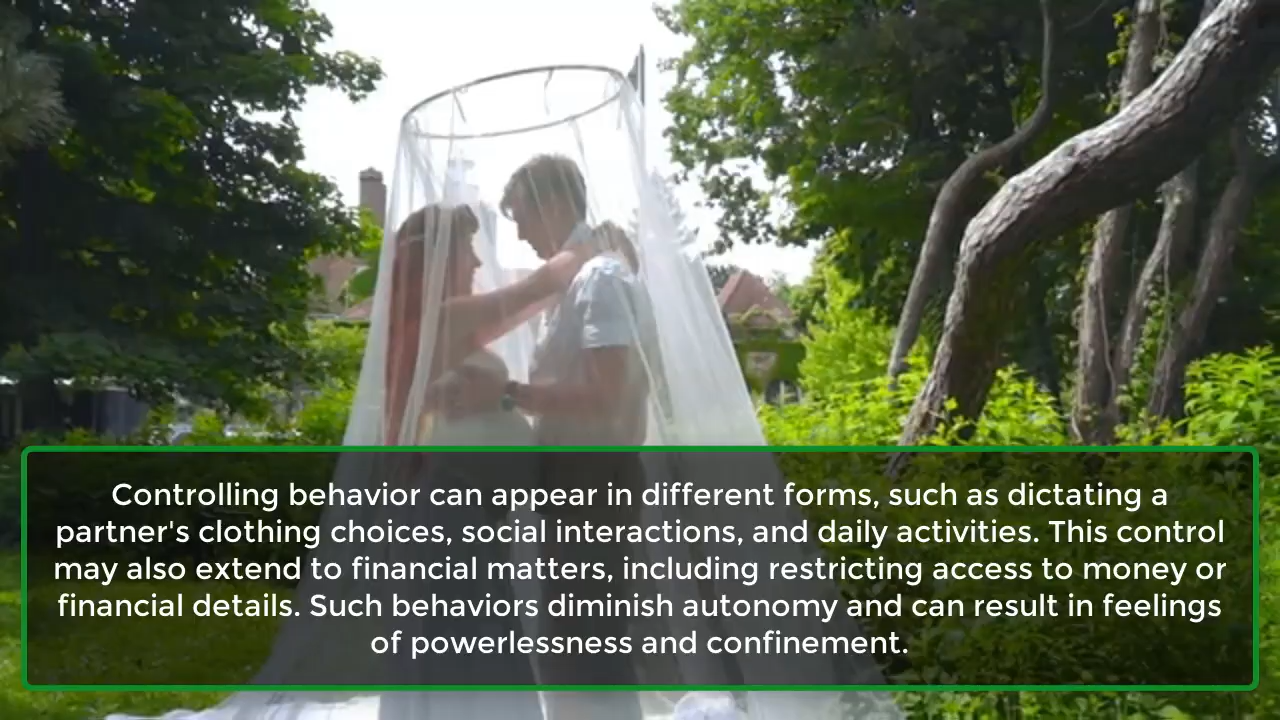 Controlling behavior can appear in different forms, such as dictating a
partner's clothing choices, social interactions, and daily activities. This control
may also extend to financial matters, including restricting access to money or
financial details. Such behaviors diminish autonomy and can result in feelings
of powerlessness and confinement.